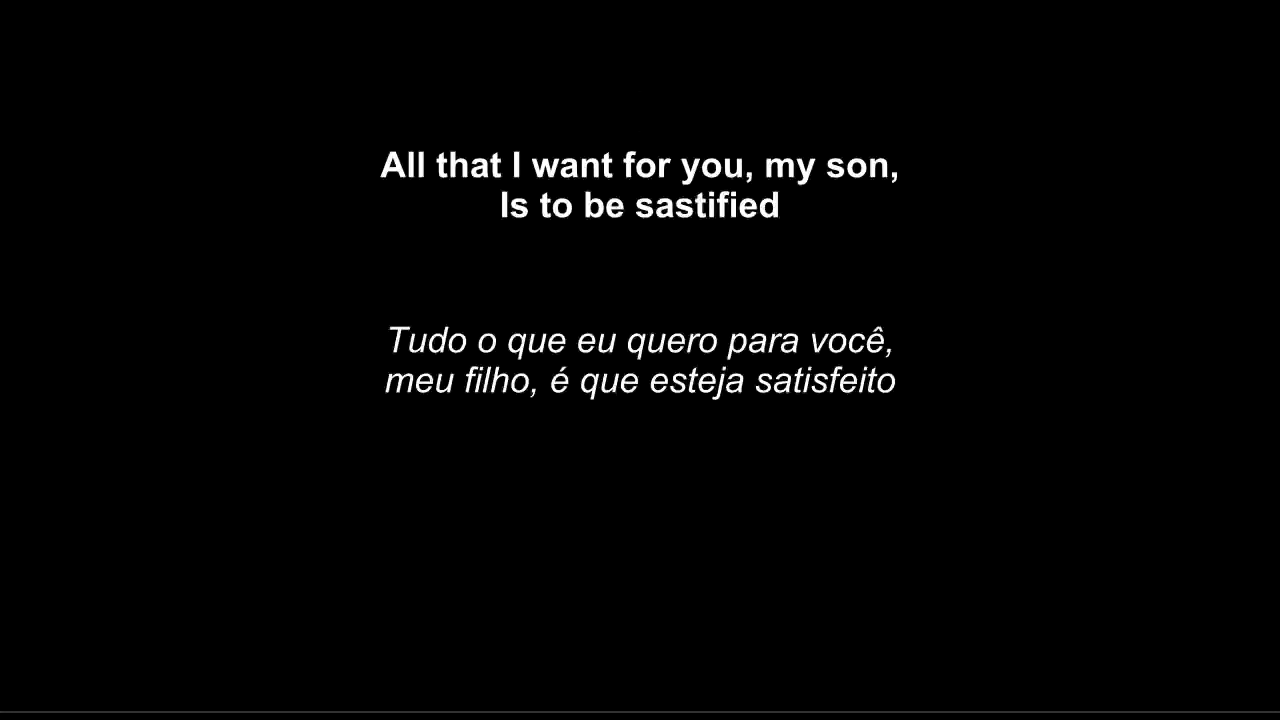 All that I want for you, my son,
Is to be sastified
Tudo o que eu quero para você,
meu filho, é que esteja satisfeito